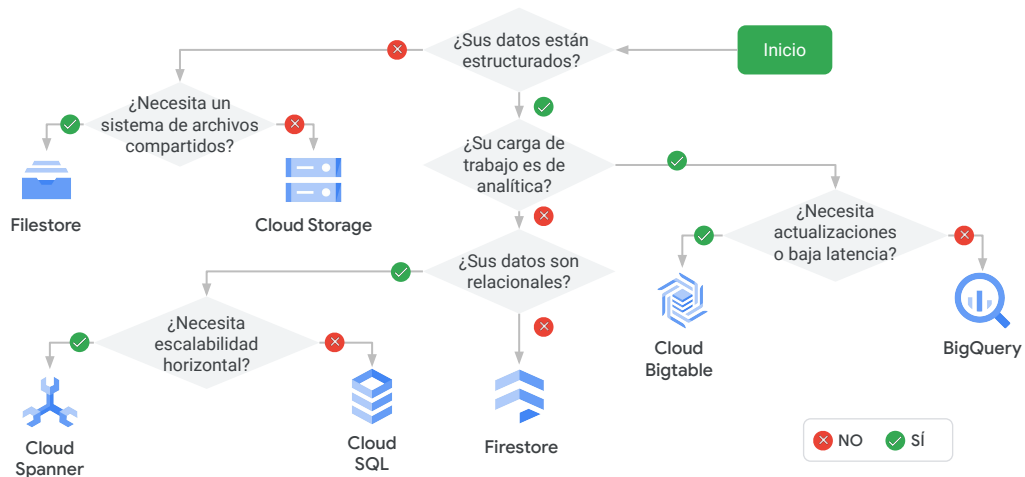 ¿Sus datos están
estructurados?
Inicio
¿Necesita un
sistema de archivos
compartidos?
Filestore
Cloud Storage
¿Su carga de
trabajo es de
analítica?
¿Necesita
actualizaciones
o baja latencia?
Cloud
Bigtable
BigQuery
¿Sus datos son
relacionales?
¿Necesita
escalabilidad
horizontal?
Cloud
Spanner
Cloud
SQL
Firestore
NO
SÍ